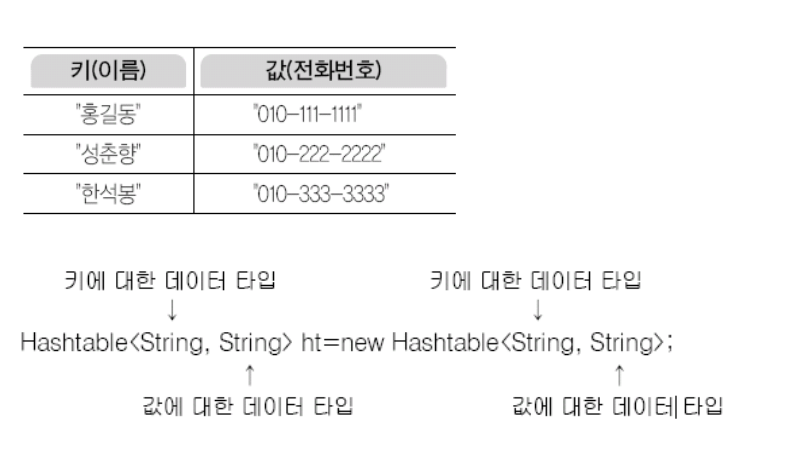 키(이름) 값(전화번호)
"홍길동" "010-111-1111"
"성춘향" "010-222-2222"
"한석봉" "010-333-3333"
키에 대한 데이터 타입 키에 대한 데이터 타입
↓ ↓
Hashtable<String, String> ht=new Hashtable<String, String>;
↑ ↑
값에 대한 데이터 타입 값에 대한 데이터 타입